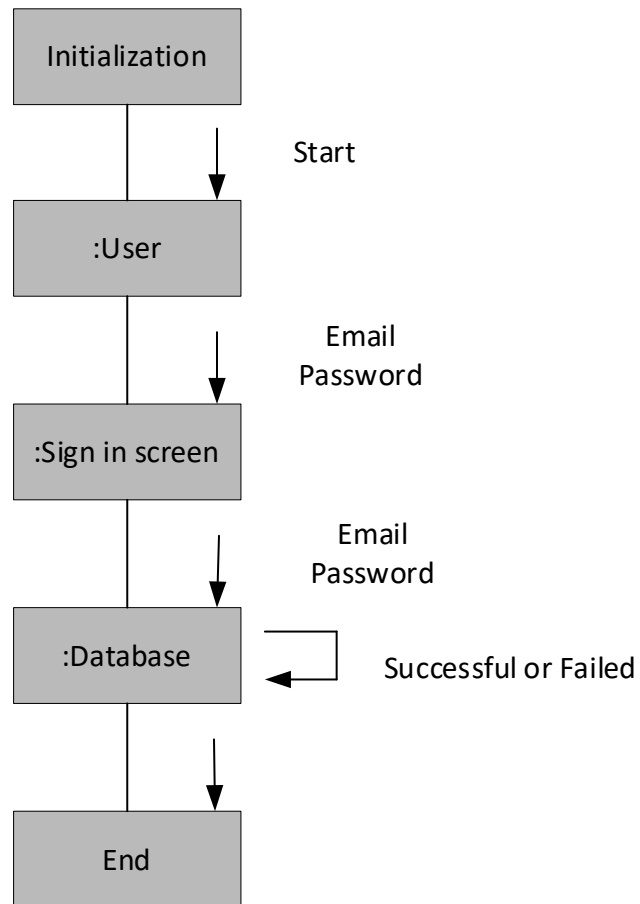 Initialization
Start
:User
Email
Password
:Sign in screen
Email
Password
:Database
Successful or Failed
End